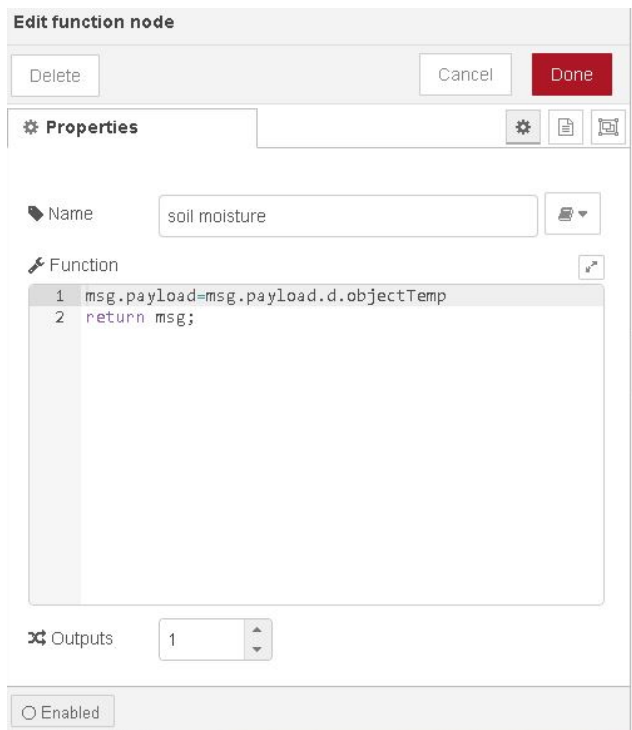 Edit function node
Delete
Cancel
Done
Properties
Name
soil moisture
Function
1 msg.payload=msg.payload.d.objectTemp
2 return msg;
Outputs
1
Enabled